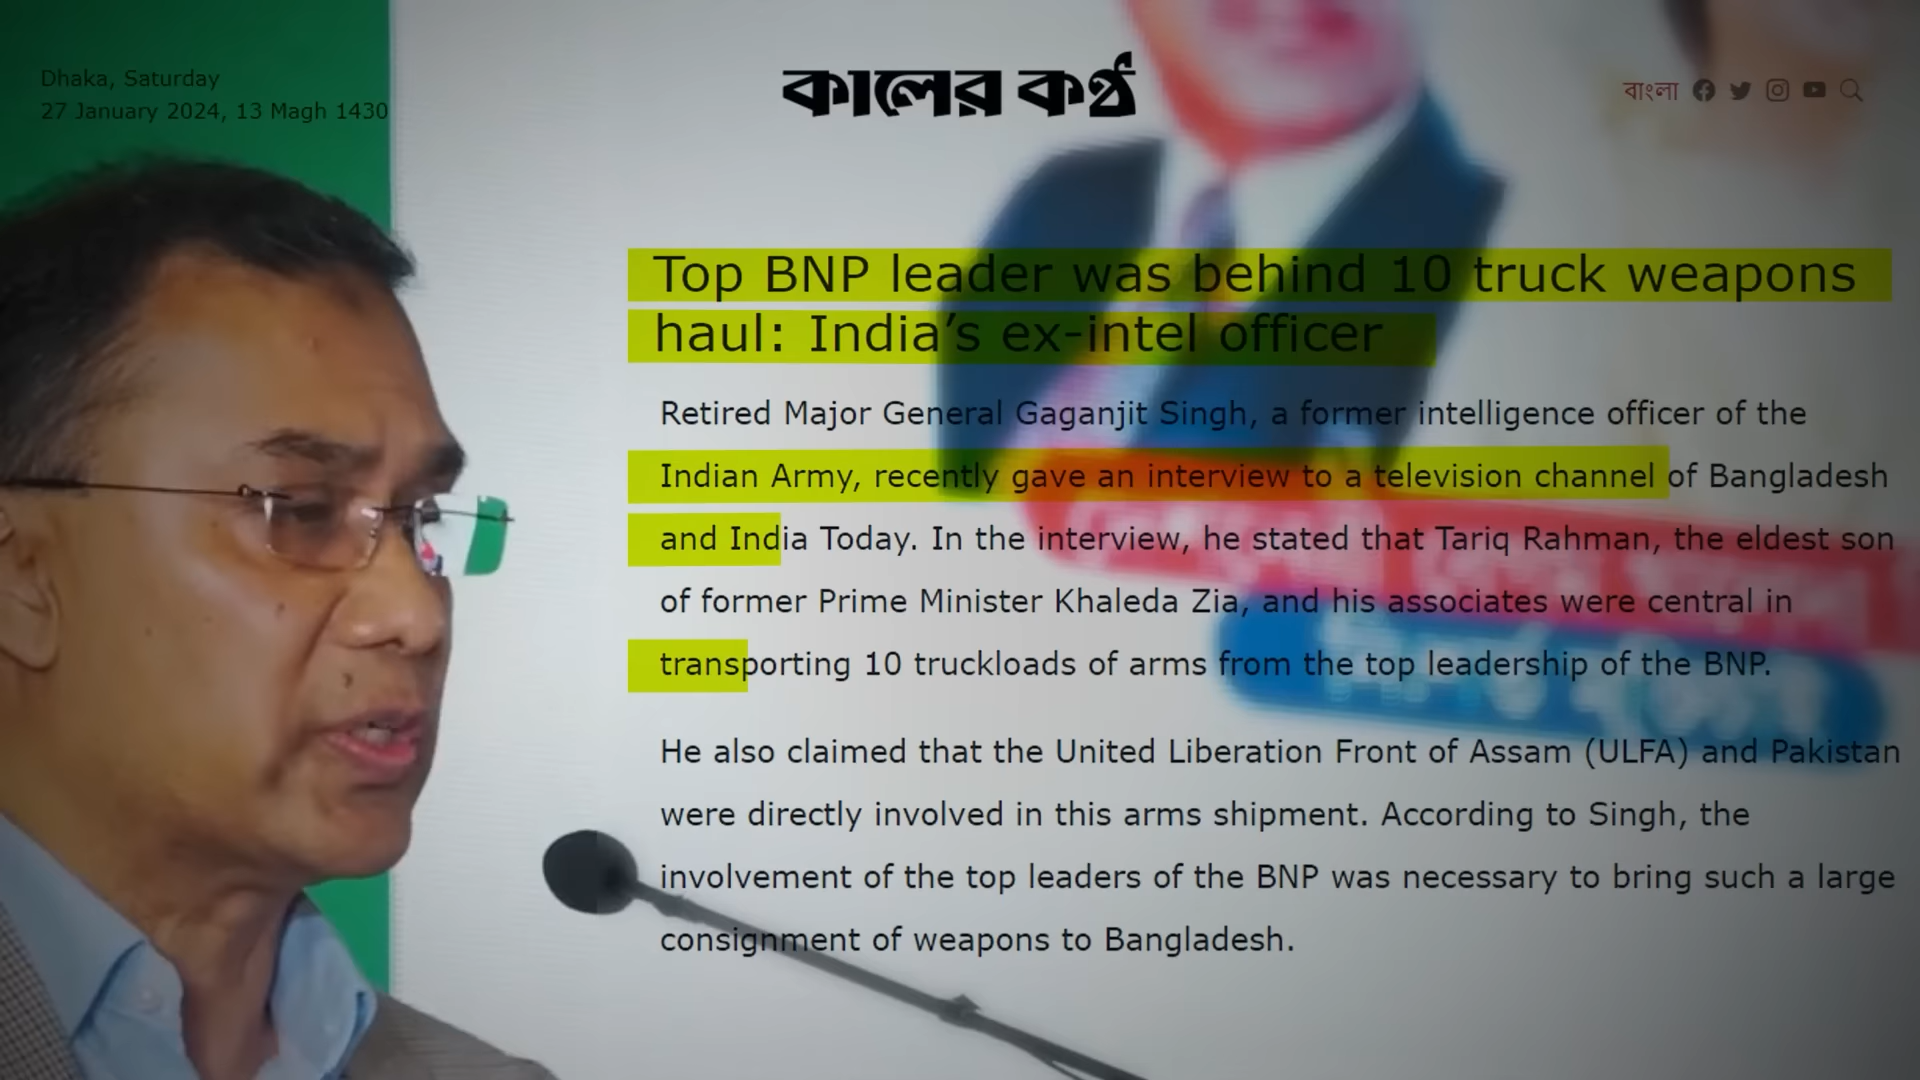 Dhaka, Saturday
27 January 2024, 13 Magh 1430
কালের কণ্ঠ
বাংলা
Top BNP leader was behind 10 truck weapons
haul: India’s ex-intel officer
Retired Major General Gaganjit Singh, a former intelligence officer of the
Indian Army, recently gave an interview to a television channel of Bangladesh
and India Today. In the interview, he stated that Tariq Rahman, the eldest son
of former Prime Minister Khaleda Zia, and his associates were central in
transporting 10 truckloads of arms from the top leadership of the BNP.
He also claimed that the United Liberation Front of Assam (ULFA) and Pakistan
were directly involved in this arms shipment. According to Singh, the
involvement of the top leaders of the BNP was necessary to bring such a large
consignment of weapons to Bangladesh.